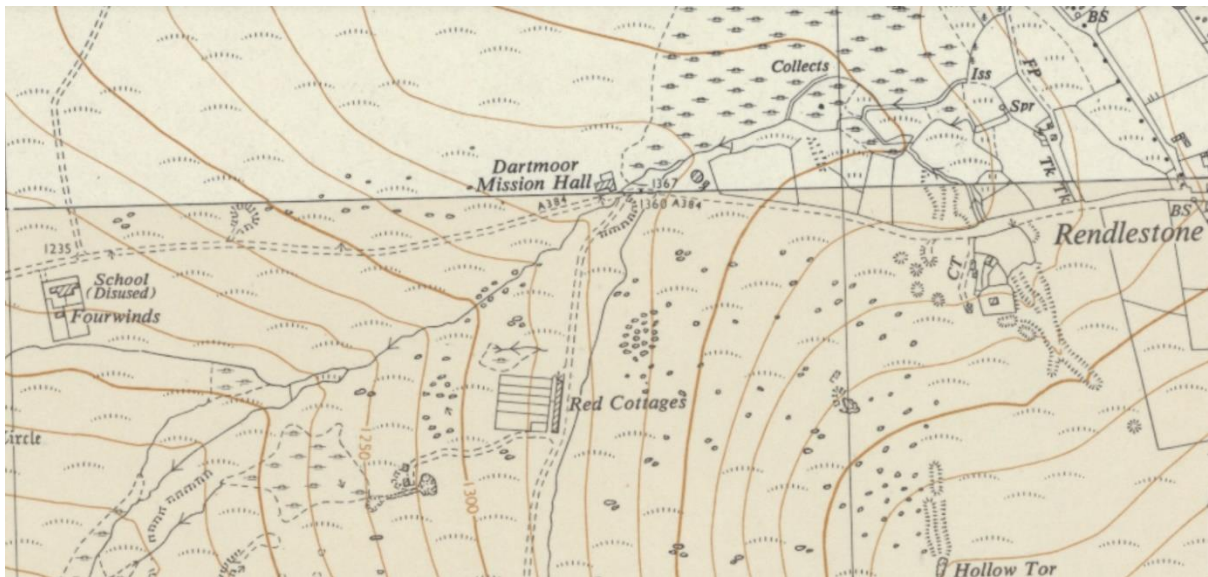 BS
Collects
Iss
FP
Spr
Dartmoor
Mission Hall
1367
Tk
Tk
A384
1360
A384
BS
1235
Rendlestone
CT
School
(Disused)
Fourwinds
Red Cottages
1250
1300
Hollow Tor